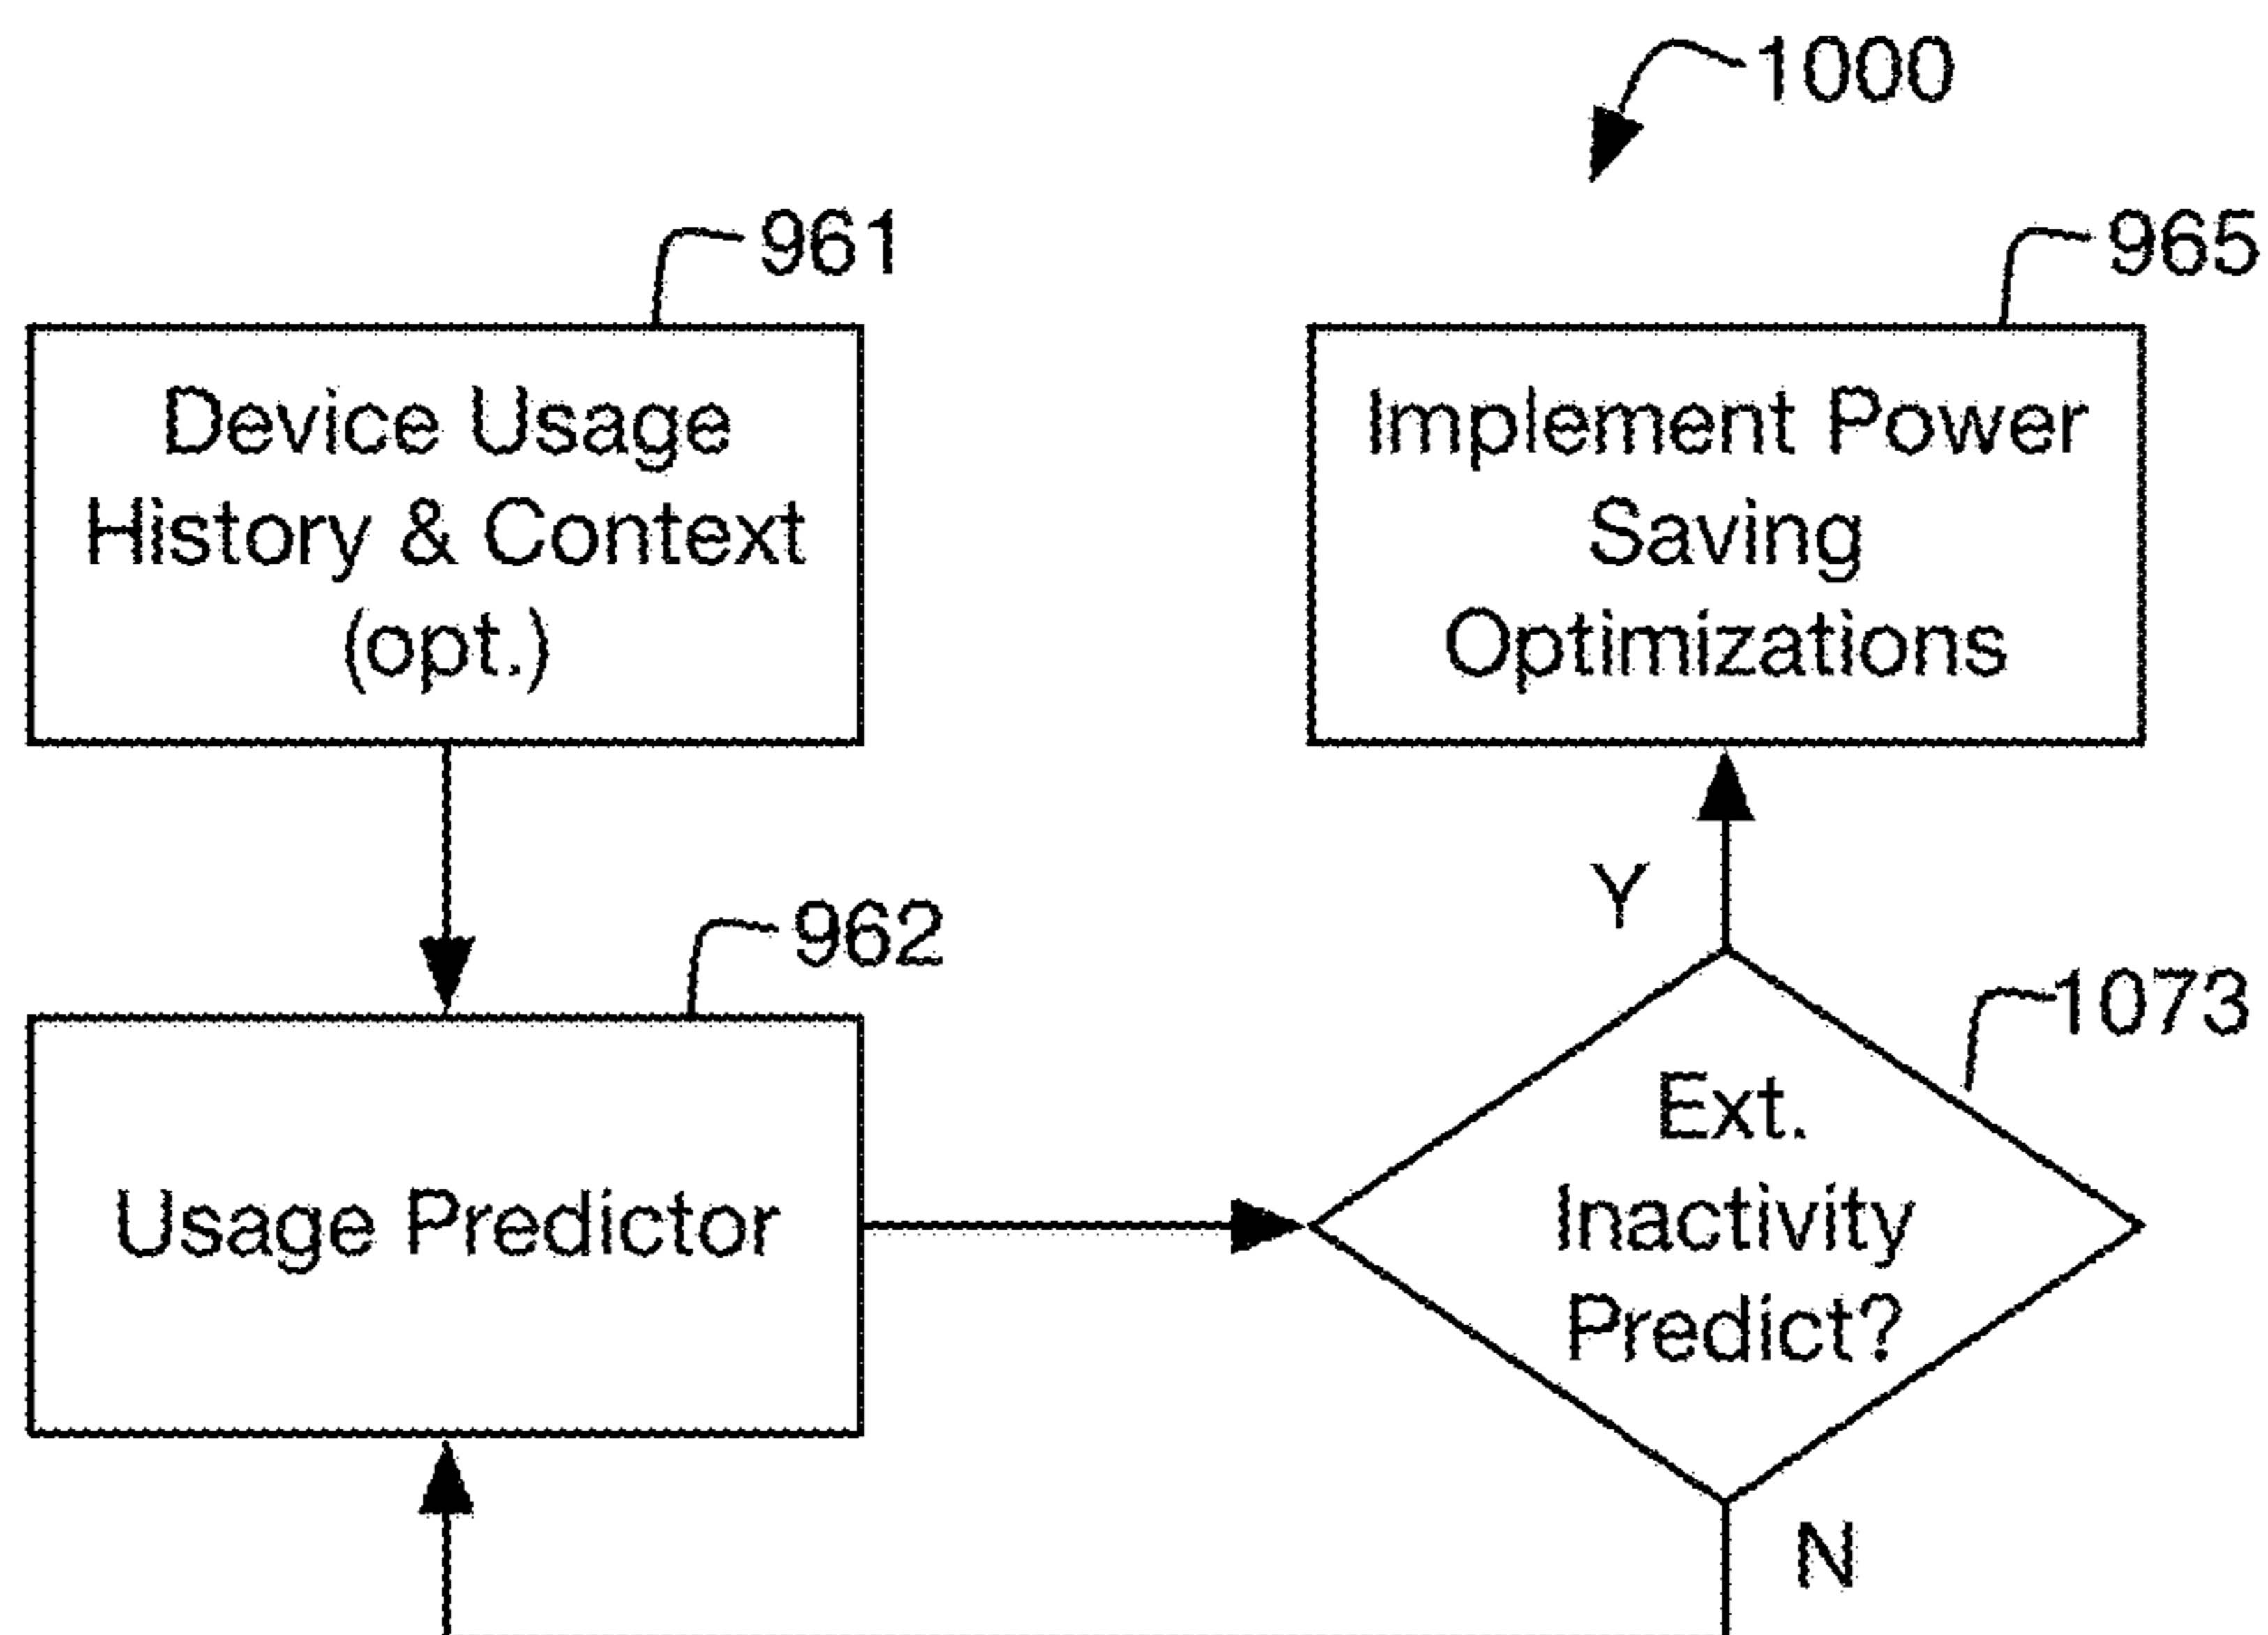 1000
961
965
Device Usage
History & Context
(opt.)
Implement Power
Saving
Optimizations
Y
962
1073
Usage Predictor
Ext.
Inactivity
Predict?
N